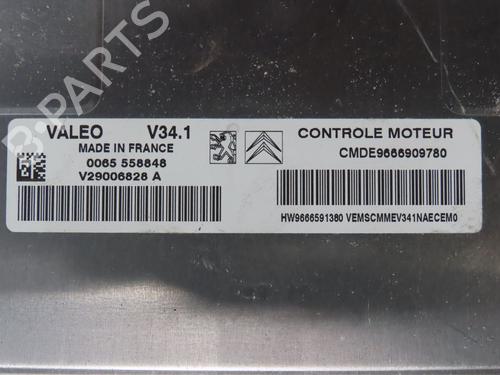 B-PARTS
VALEO V34.1
MADE IN FRANCE
0065 558848
V29006828 A
CONTROLE MOTEUR
CMDE9666909780
HW9666591380 VEMSCMMEV341NAECEM0